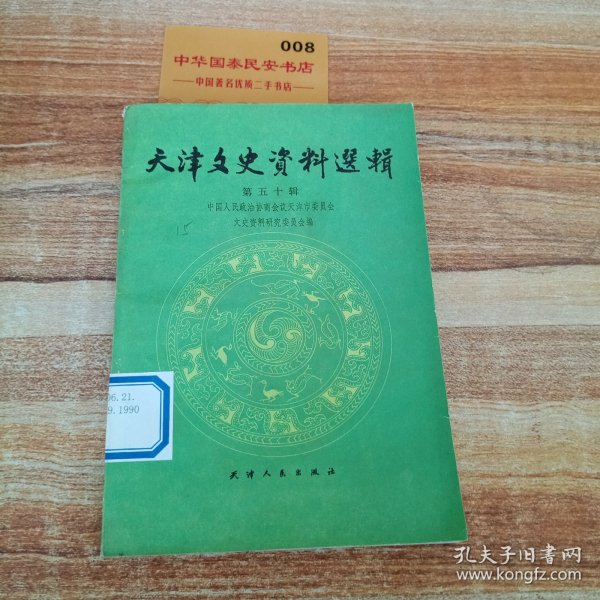 008
中华国泰民安书店
中国著名优质二手书店
天津文史資料選輯
第五十辑
中国人民政治协商会议天津市委员会
文史资料研究委员会编
15
06.21.
9.1990
天津人民出版社
孔夫子旧书网
www.kongfz.com